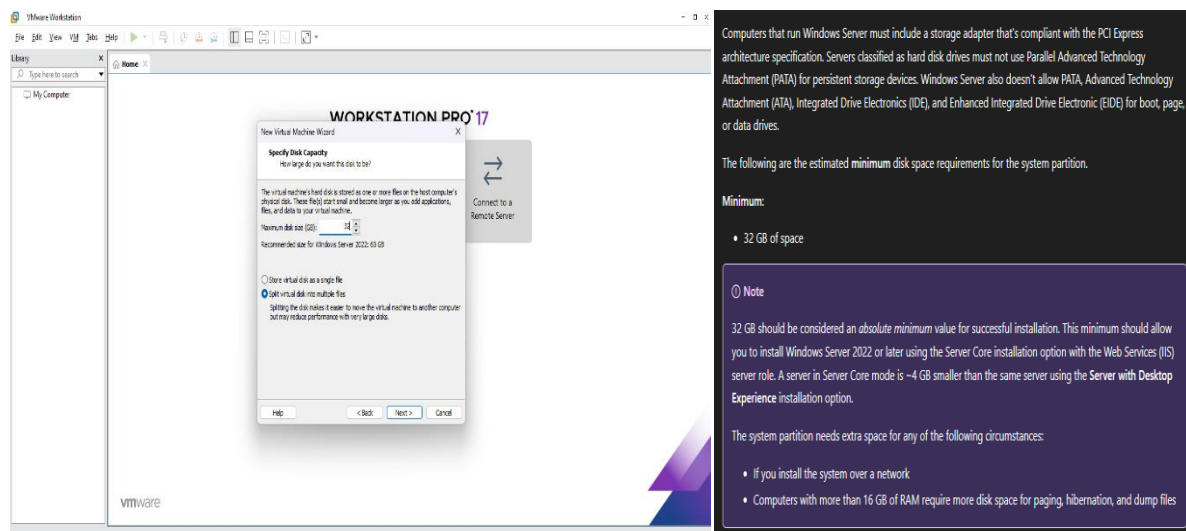 VMware Workstation
File Edit View VM Tabs Help
Library
Type here to search
My Computer
Home
WORKSTATION PRO 17
New Virtual Machine Wizard
Specify Disk Capacity
How large do you want this disk to be?
The virtual machine's hard disk is stored as one or more files on the host computer's
physical disk. These file(s) start small and become larger as you add applications,
files, and data to your virtual machine.
Maximum disk size (GB): 32
Recommended size for Windows Server 2022: 60 GB
Store virtual disk as a single file
Split virtual disk into multiple files
Splitting the disk makes it easier to move the virtual machine to another computer
but may reduce performance with very large disks.
Help < Back Next > Cancel
Connect to a
Remote Server
vmware
Computers that run Windows Server must include a storage adapter that's compliant with the PCI Express
architecture specification. Servers classified as hard disk drives must not use Parallel Advanced Technology
Attachment (PATA) for persistent storage devices. Windows Server also doesn't allow PATA, Advanced Technology
Attachment (ATA), Integrated Drive Electronics (IDE), and Enhanced Integrated Drive Electronic (EIDE) for boot, page,
or data drives.
The following are the estimated minimum disk space requirements for the system partition.
Minimum:
• 32 GB of space
Note
32 GB should be considered an absolute minimum value for successful installation. This minimum should allow
you to install Windows Server 2022 or later using the Server Core installation option with the Web Services (IIS)
server role. A server in Server Core mode is ~4 GB smaller than the same server using the Server with Desktop
Experience installation option.
The system partition needs extra space for any of the following circumstances:
• If you install the system over a network
• Computers with more than 16 GB of RAM require more disk space for paging, hibernation, and dump files